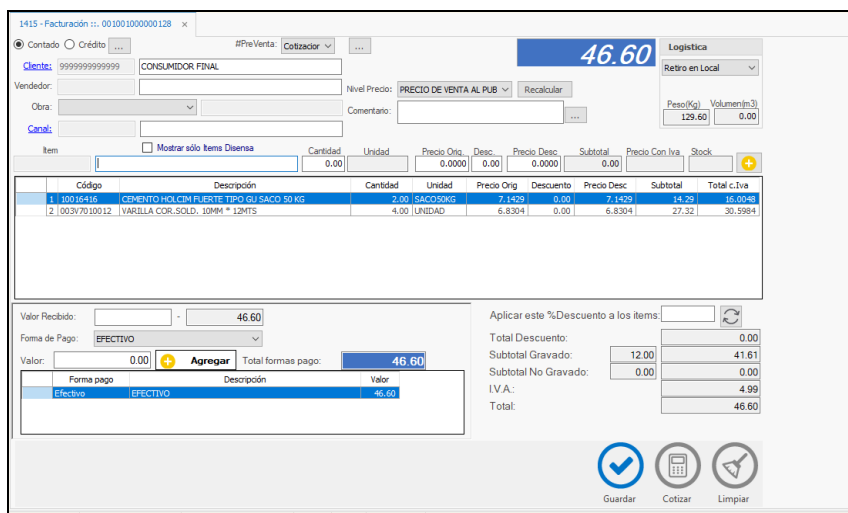 1415 - Facturación ::. 001001000000128 ×
Contado Crédito ... #PreVenta: Cotizacior ... 46.60 Logística
Cliente: 9999999999999 CONSUMIDOR FINAL Retiro en Local
Vendedor: Nivel Precio: PRECIO DE VENTA AL PUB Recalcular
Obra: Comentario: ... Peso(Kg) Volumen(m3)
129.60 0.00
Canal:
Item Mostrar sólo Items Disensa Cantidad Unidad Precio Orig. Desc. Precio Desc Subtotal Precio Con Iva Stock
0.00 0.0000 0.00 0.0000 0.00
Código Descripción Cantidad Unidad Precio Orig Descuento Precio Desc Subtotal Total c.Iva
1 10016416 CEMENTO HOLCIM FUERTE TIPO GU SACO 50 KG 2.00 SACO50KG 7.1429 0.00 7.1429 14.29 16.0048
2 003V7010012 VARILLA COR.SOLD. 10MM * 12MTS 4.00 UNIDAD 6.8304 0.00 6.8304 27.32 30.5984
Valor Recibido: - 46.60 Aplicar este %Descuento a los items:
Forma de Pago: EFECTIVO Total Descuento: 0.00
Valor: 0.00 Agregar Total formas pago: 46.60 Subtotal Gravado: 12.00 41.61
Subtotal No Gravado: 0.00 0.00
Forma pago Descripción Valor I.V.A.: 4.99
Efectivo EFECTIVO 46.60 Total: 46.60
Guardar Cotizar Limpiar